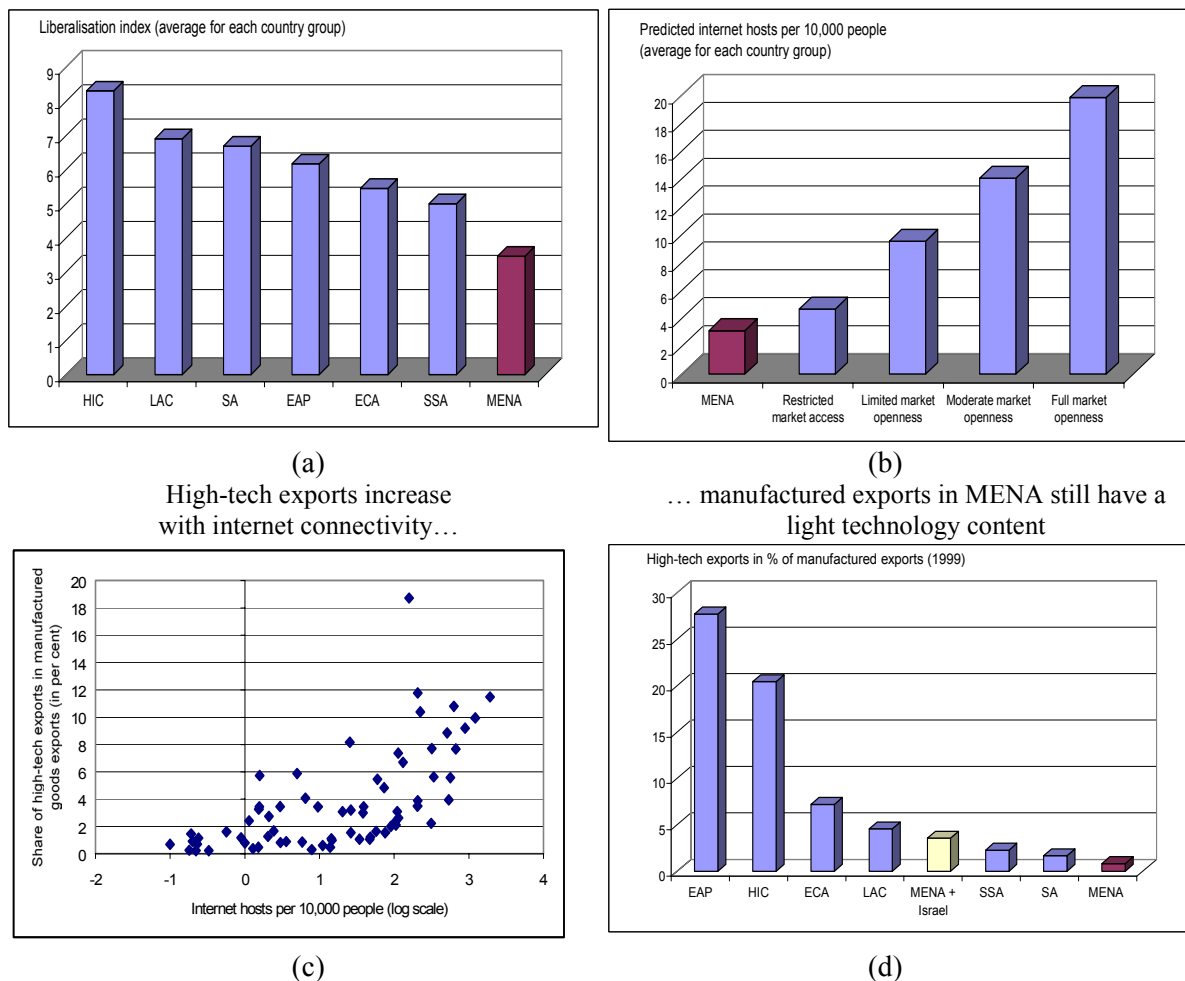 Liberalisation index (average for each country group)
9
8
7
6
5
4
3
2
1
0
HIC LAC SA EAP ECA SSA MENA
(a)
Predicted internet hosts per 10,000 people
(average for each country group)
20
18
16
14
12
10
8
6
4
2
0
MENA Restricted Limited market Moderate market Full market
market access openness openness openness
(b)
High-tech exports increase
with internet connectivity…
Share of high-tech exports in manufactured
goods exports (in per cent)
20
18
16
14
12
10
8
6
4
2
0
-2 -1 0 1 2 3 4
Internet hosts per 10,000 people (log scale)
(c)
… manufactured exports in MENA still have a
light technology content
High-tech exports in % of manufactured exports (1999)
30
25
20
15
10
5
0
EAP HIC ECA LAC MENA + SSA SA MENA
Israel
(d)